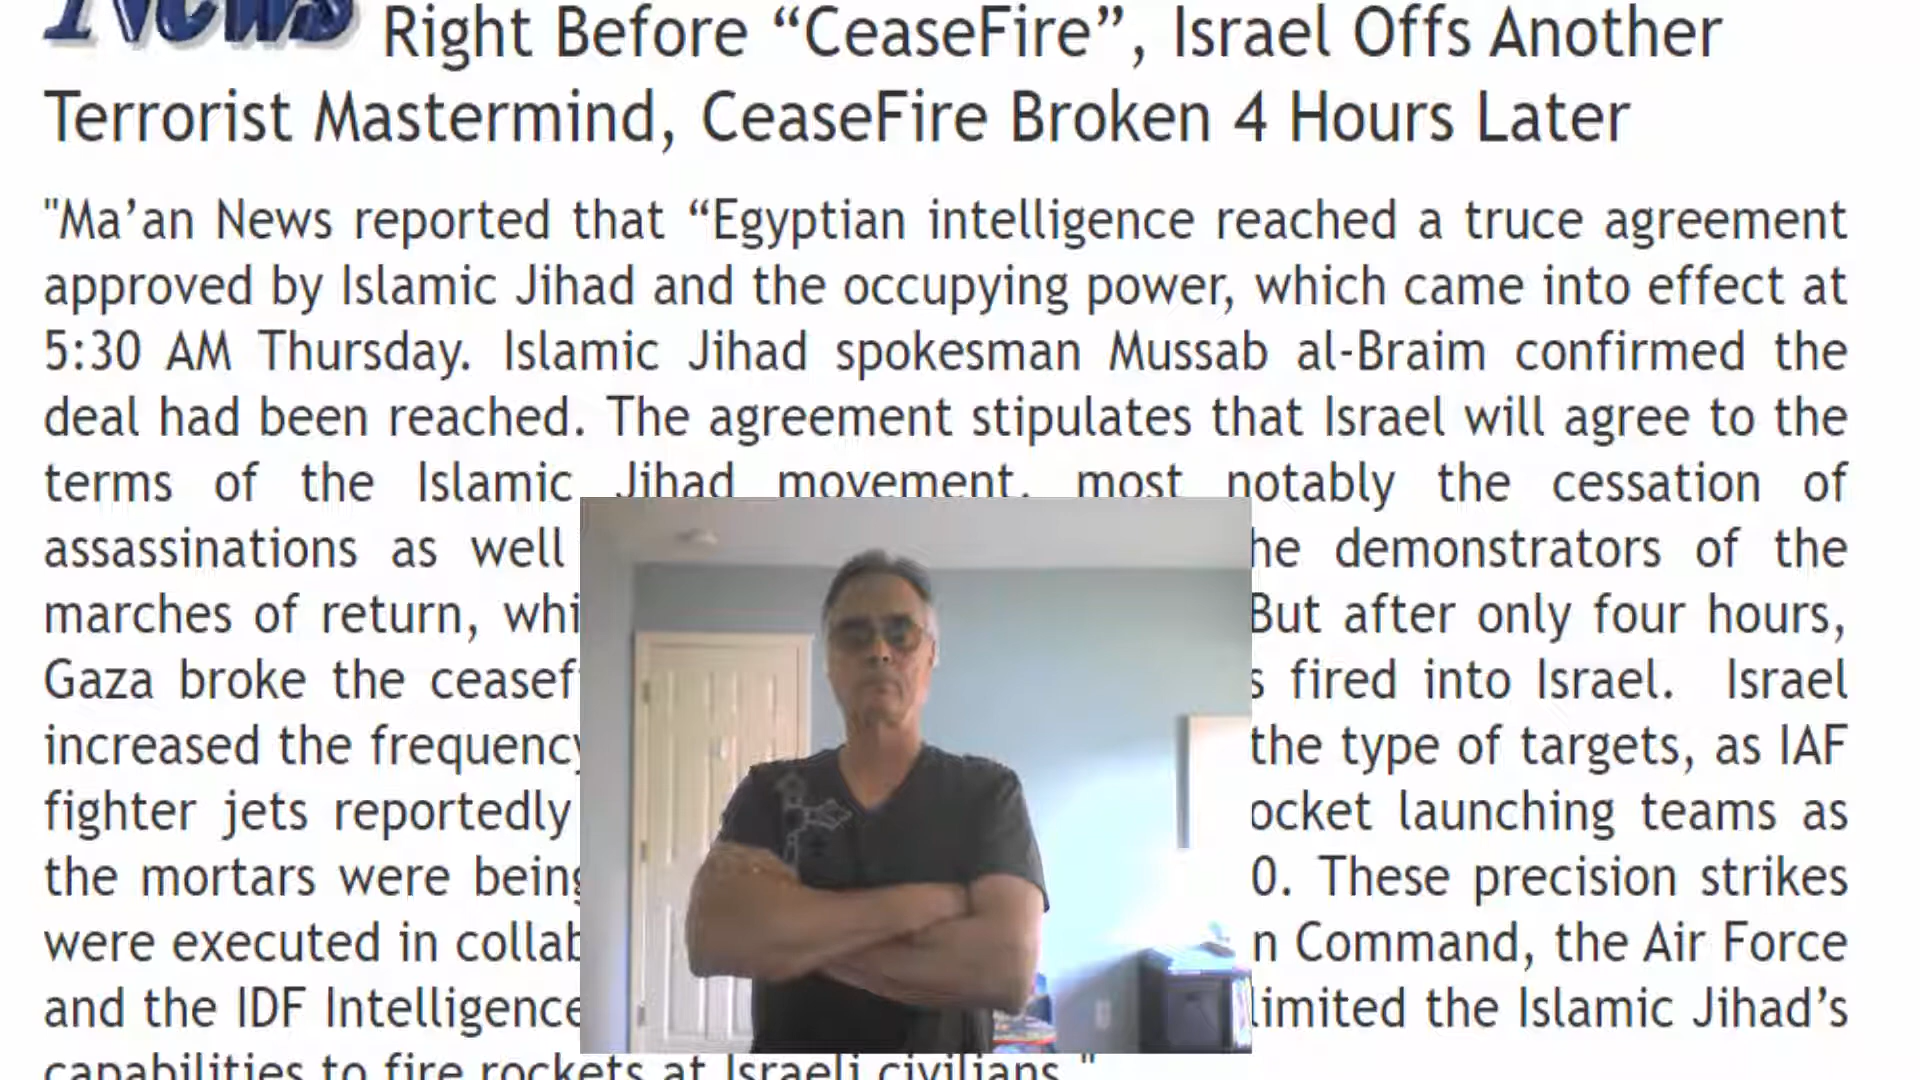 News Right Before “CeaseFire”, Israel Offs Another
Terrorist Mastermind, CeaseFire Broken 4 Hours Later
"Ma’an News reported that “Egyptian intelligence reached a truce agreement
approved by Islamic Jihad and the occupying power, which came into effect at
5:30 AM Thursday. Islamic Jihad spokesman Mussab al-Braim confirmed the
deal had been reached. The agreement stipulates that Israel will agree to the
terms of the Islamic Jihad movement, most notably the cessation of
assassinations as well he demonstrators of the
marches of return, whi But after only four hours,
Gaza broke the ceasef s fired into Israel. Israel
increased the frequency the type of targets, as IAF
fighter jets reportedly ocket launching teams as
the mortars were being 0. These precision strikes
were executed in collab n Command, the Air Force
and the IDF Intelligence limited the Islamic Jihad’s
capabilities to fire rockets at Israeli civilians."